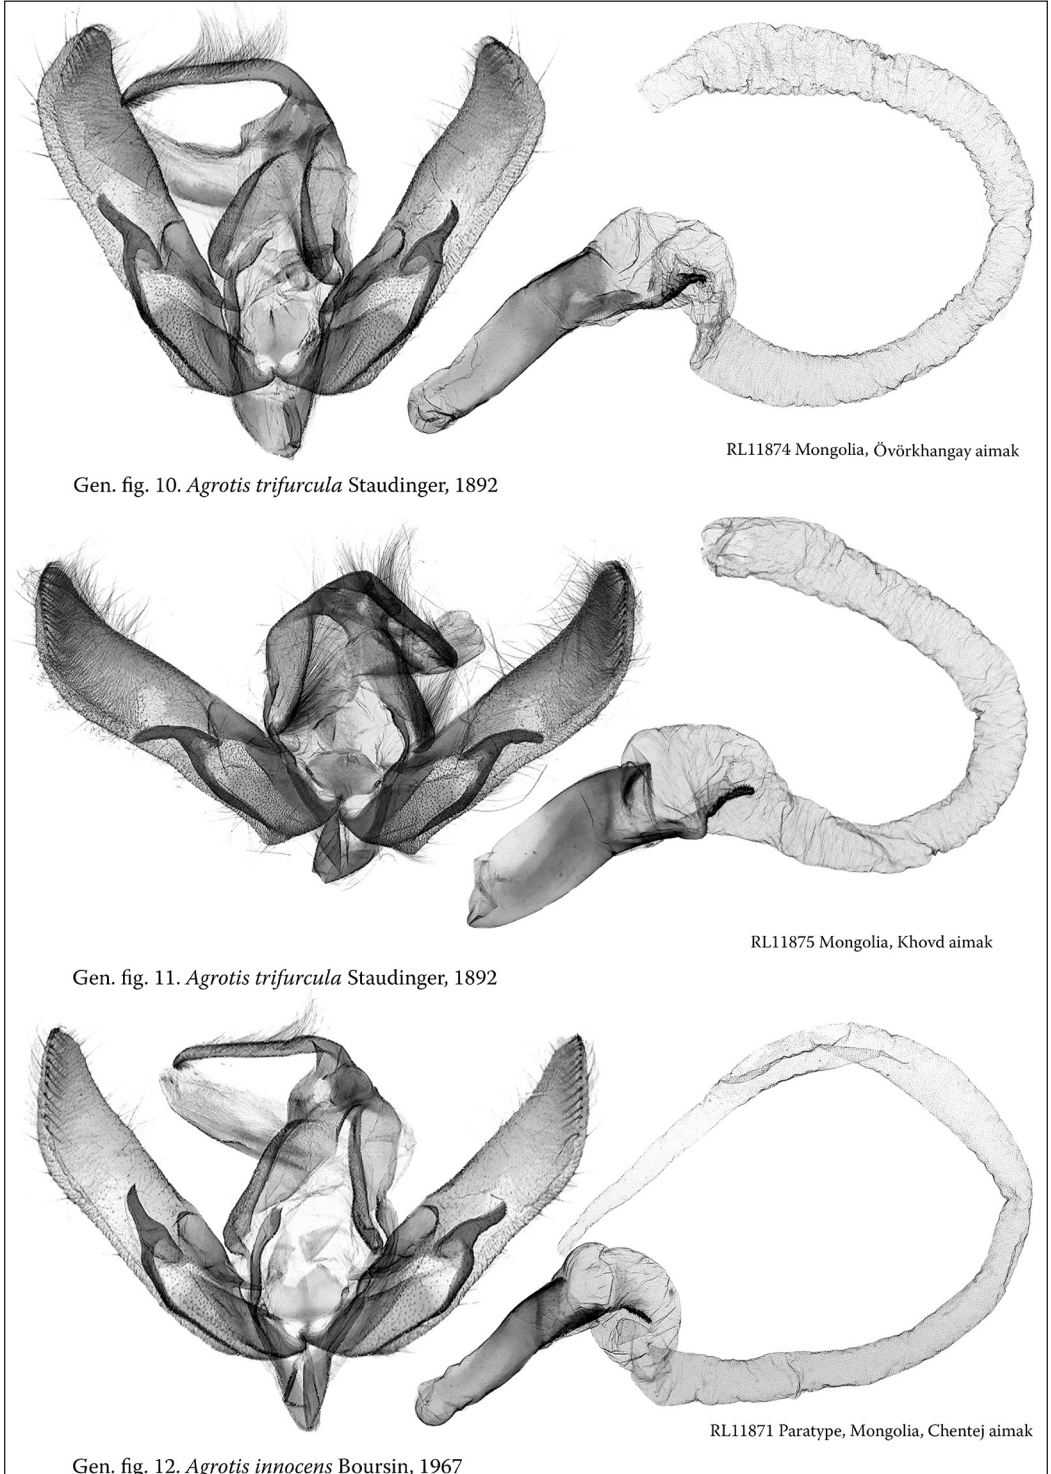 RL11874 Mongolia, Övörkhangay aimak
Gen. fig. 10. Agrotis trifurcula Staudinger, 1892
RL11875 Mongolia, Khovd aimak
Gen. fig. 11. Agrotis trifurcula Staudinger, 1892
RL11871 Paratype, Mongolia, Chentej aimak
Gen. fig. 12. Agrotis innocens Boursin, 1967